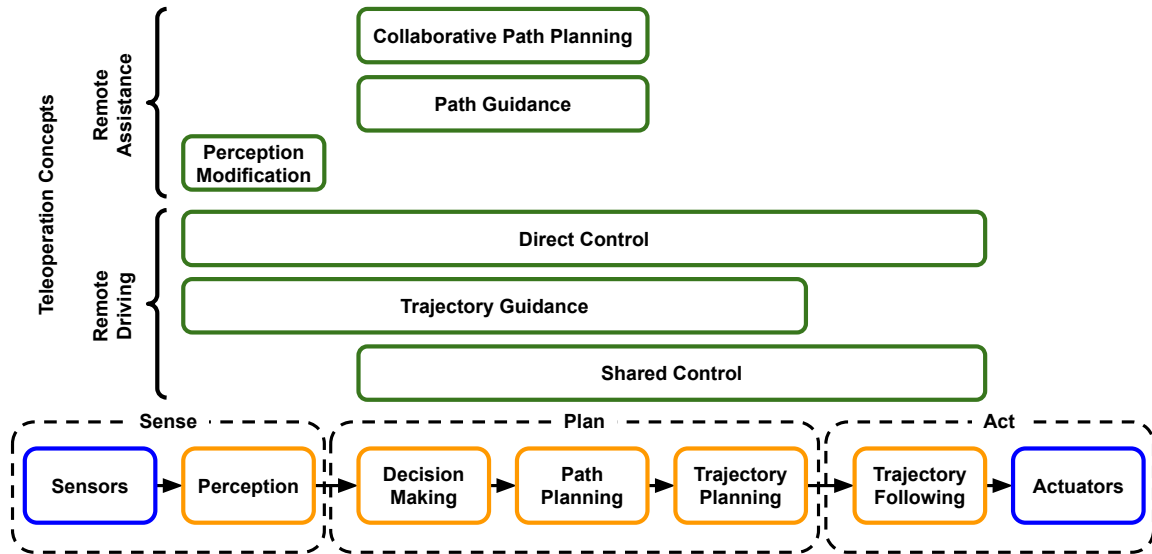 Teleoperation Concepts
Remote
Assistance
Collaborative Path Planning
Path Guidance
Perception
Modification
Remote
Driving
Direct Control
Trajectory Guidance
Shared Control
Sense
Sensors
Perception
Plan
Decision
Making
Path
Planning
Trajectory
Planning
Act
Trajectory
Following
Actuators